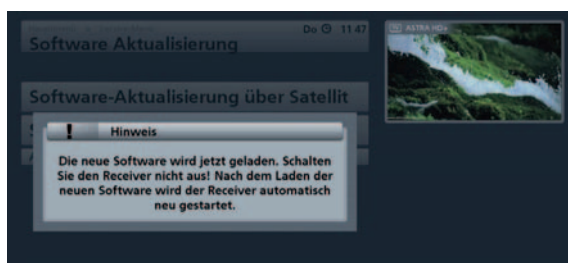 Do 11 47
Software Aktualisierung
ASTRA HD+
Software-Aktualisierung über Satellit
! Hinweis
Die neue Software wird jetzt geladen. Schalten
Sie den Receiver nicht aus! Nach dem Laden der
neuen Software wird der Receiver automatisch
neu gestartet.